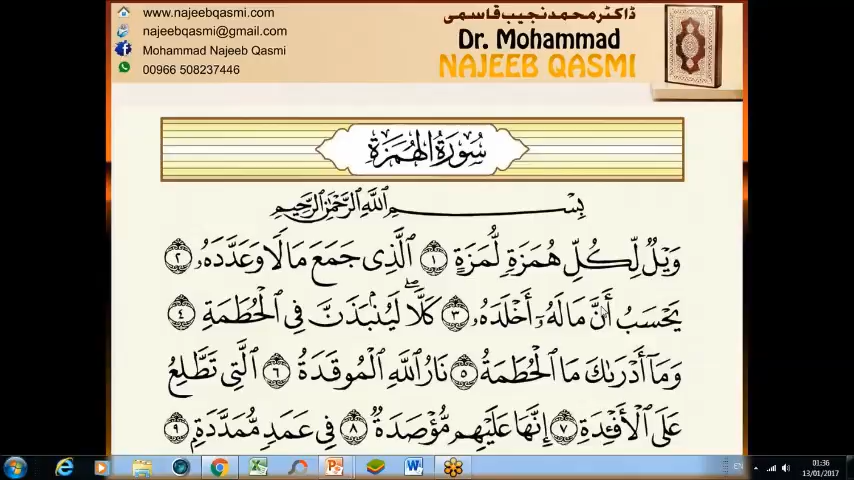 www.najeebqasmi.com
najeebqasmi@gmail.com
Mohammad Najeeb Qasmi
00966 508237446
ڈاکٹر محمد نجیب قاسمی
Dr. Mohammad
NAJEEB QASMI
سُورَةُ الْهُمَزَةِ
بِسْمِ اللَّهِ الرَّحْمَٰنِ الرَّحِيمِ
وَيْلٌ لِّكُلِّ هُمَزَةٍ لُّمَزَةٍ ١ ٱلَّذِى جَمَعَ مَالًا وَعَدَّدَهُۥ ٢
يَحْسَبُ أَنَّ مَالَهُۥٓ أَخْلَدَهُۥ ٣ كَلَّا ۖ لَيُنۢبَذَنَّ فِى ٱلْحُطَمَةِ ٤
وَمَآ أَدْرَىٰكَ مَا ٱلْحُطَمَةُ ٥ نَارُ ٱللَّهِ ٱلْمُوقَدَةُ ٦ ٱلَّتِى تَطَّلِعُ
عَلَى ٱلْأَفْـِٔدَةِ ٧ إِنَّهَا عَلَيْهِم مُّؤْصَدَةٌ ٨ فِى عَمَدٍ مُّمَدَّدَةٍۭ ٩
EN
01:36
13/01/2017